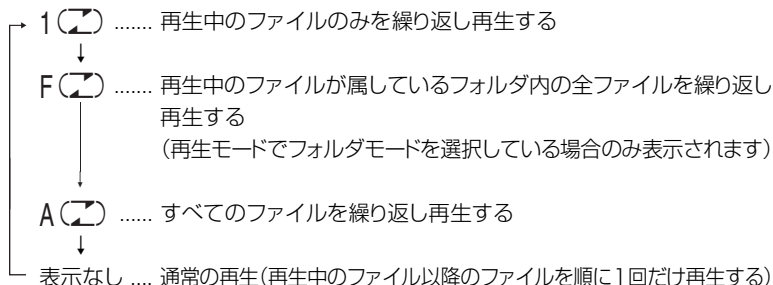 1 ....... 再生中のファイルのみを繰り返し再生する
F ....... 再生中のファイルが属しているフォルダ内の全ファイルを繰り返し
再生する
（再生モードでフォルダモードを選択している場合のみ表示されます）
A ...... すべてのファイルを繰り返し再生する
表示なし .... 通常の再生（再生中のファイル以降のファイルを順に1回だけ再生する）